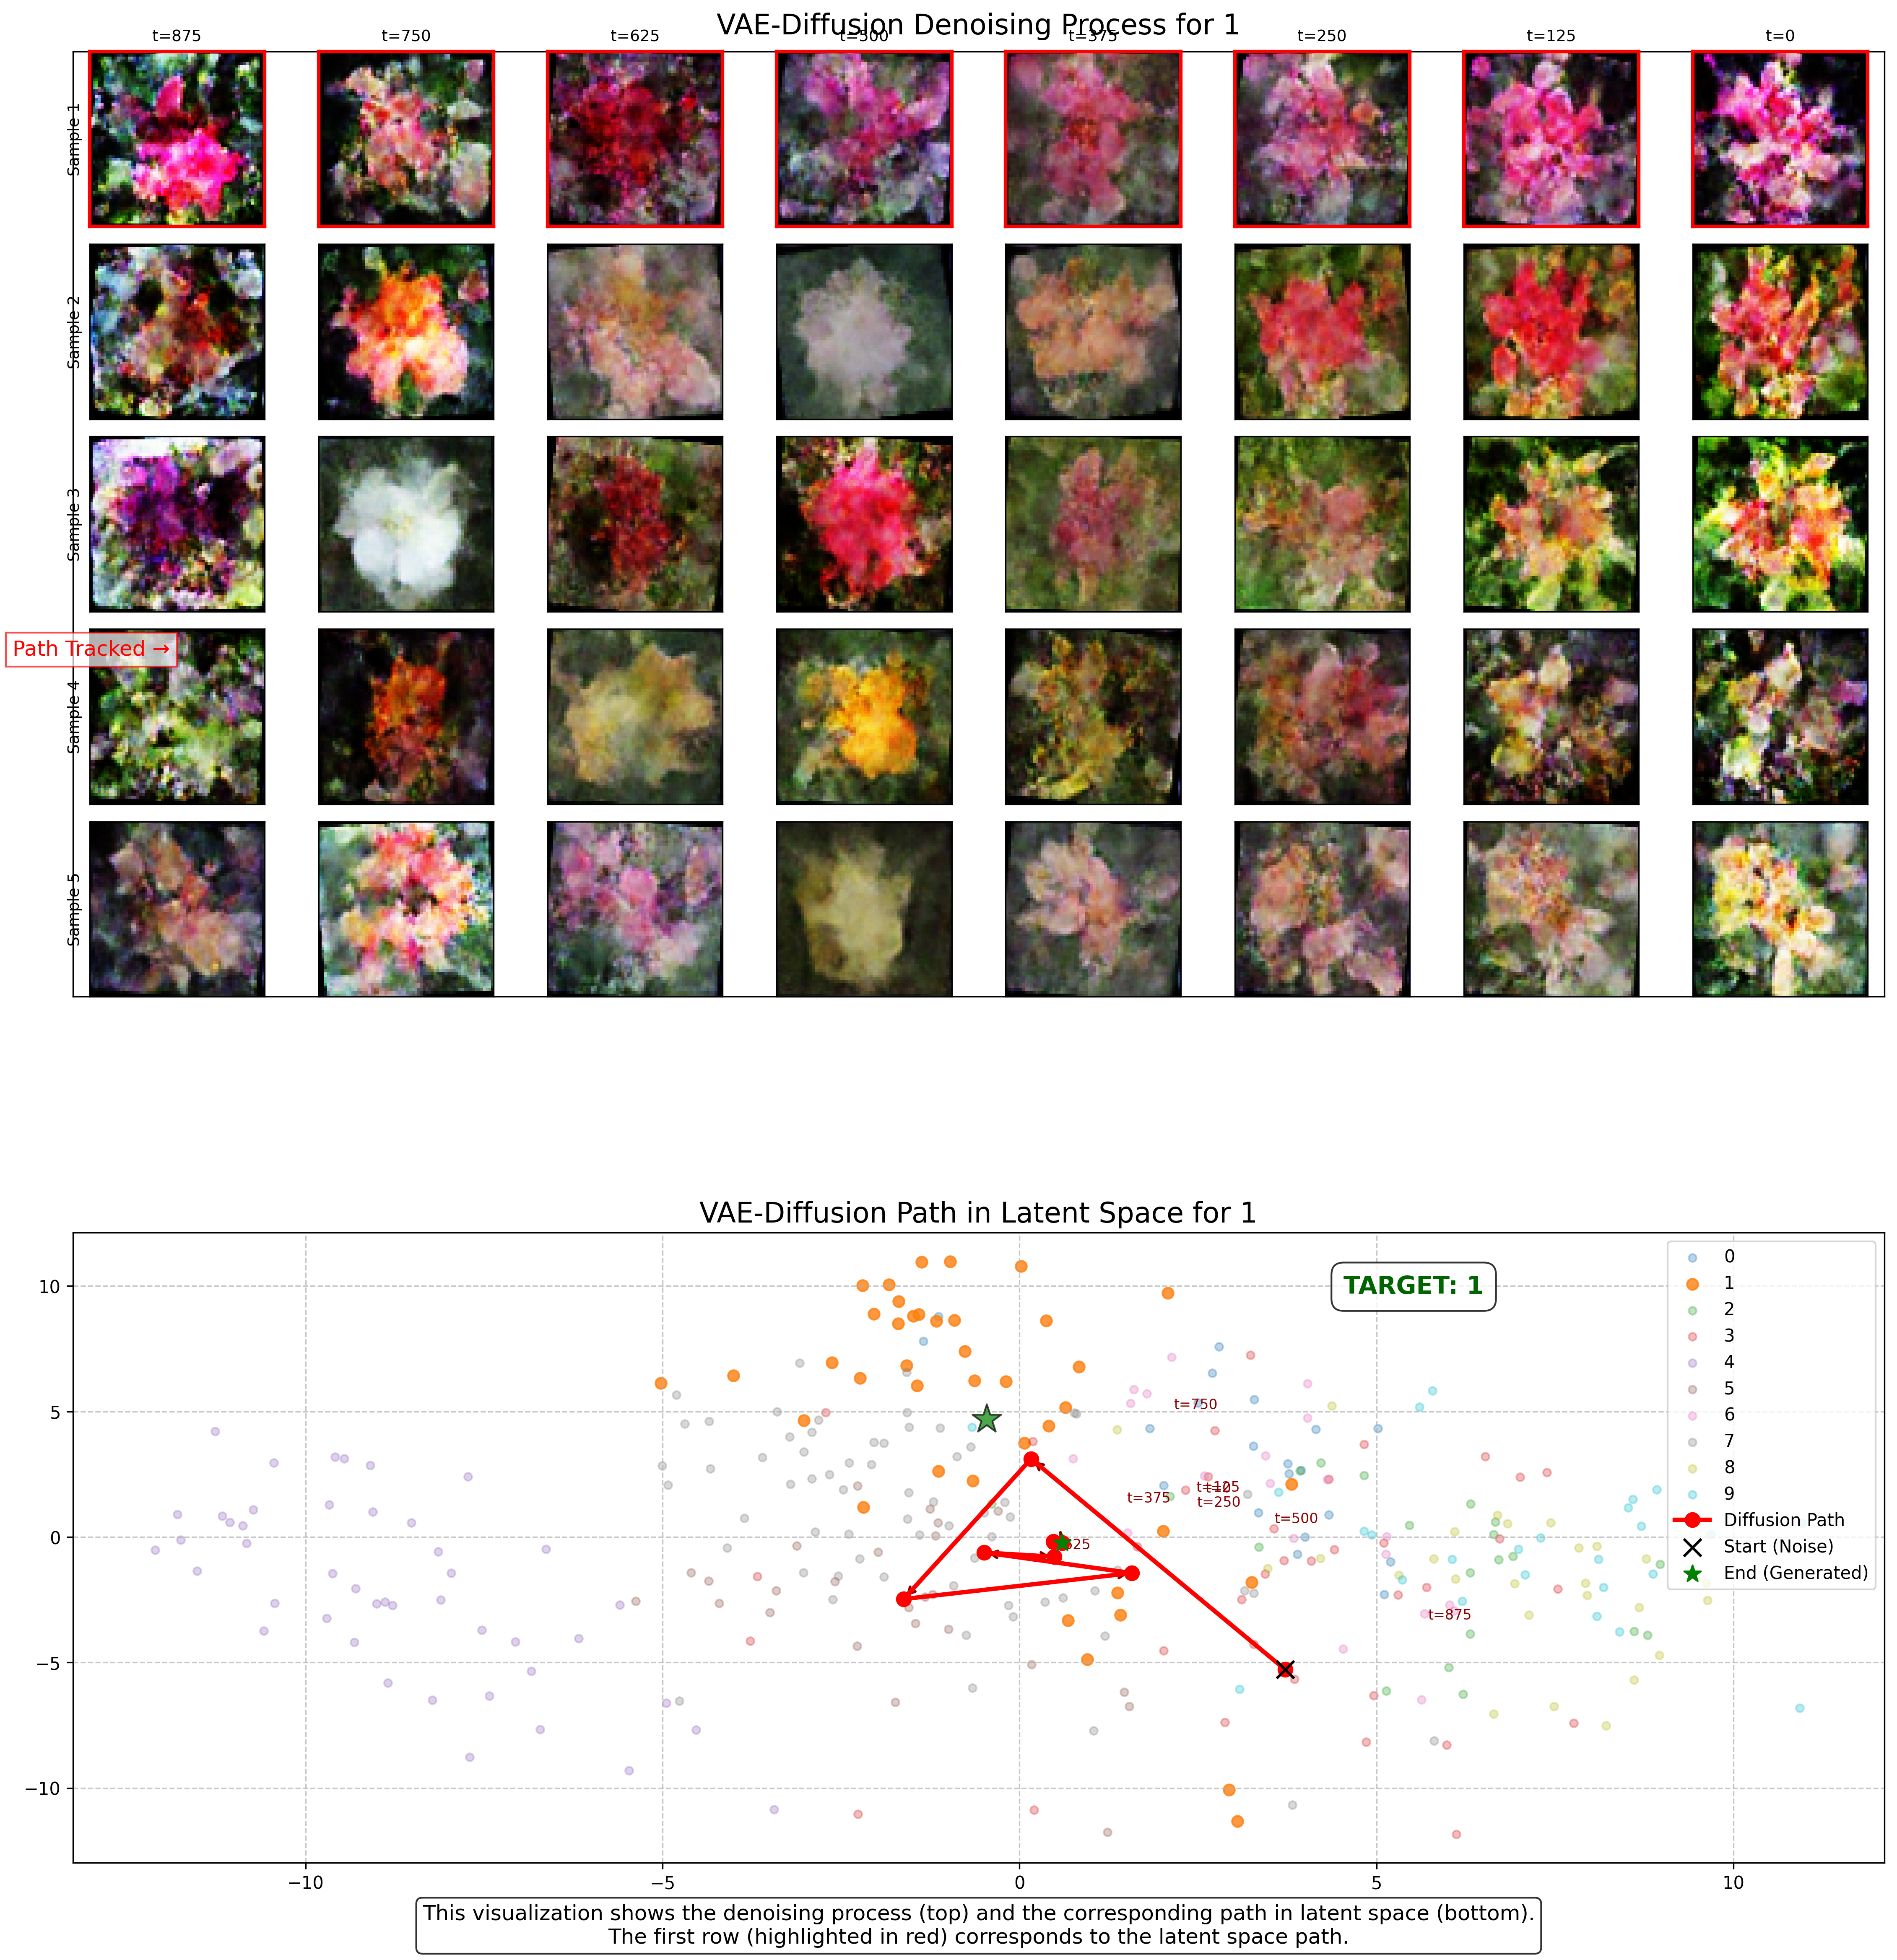 VAE-Diffusion Denoising Process for 1
t=875
t=750
t=625
t=500
t=375
t=250
t=125
t=0
Sample 1
Sample 2
Sample 3
Path Tracked →
Sample 4
Sample 5
VAE-Diffusion Path in Latent Space for 1
TARGET: 1
0
1
2
3
4
5
6
7
8
9
Diffusion Path
Start (Noise)
End (Generated)
t=750
t=125
t=0
t=375
t=250
t=500
t=875
10
5
0
−5
−10
−10
−5
0
5
10
This visualization shows the denoising process (top) and the corresponding path in latent space (bottom).
The first row (highlighted in red) corresponds to the latent space path.